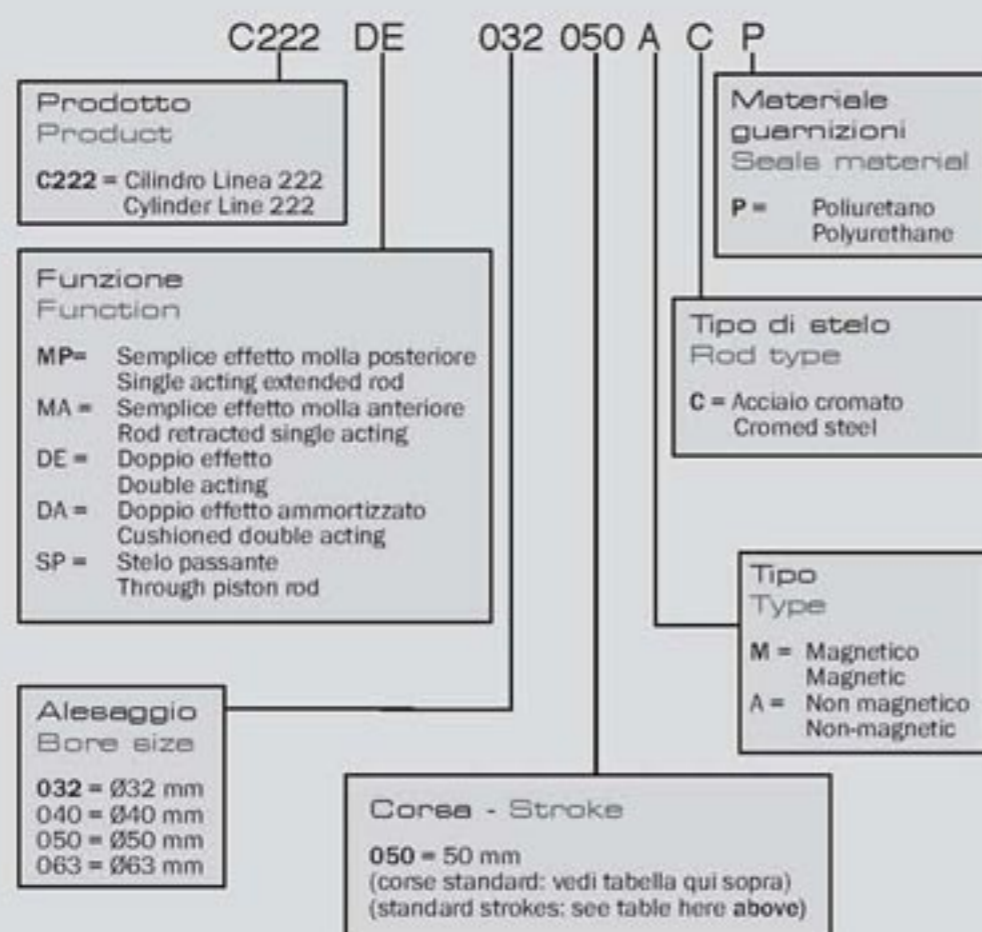 C222 DE 032 050 A C P
Prodotto
Product
C222 = Cilindro Linea 222
Cylinder Line 222
Funzione
Function
MP= Semplice effetto molla posteriore
Single acting extended rod
MA = Semplice effetto molla anteriore
Rod retracted single acting
DE = Doppio effetto
Double acting
DA = Doppio effetto ammortizzato
Cushioned double acting
SP = Stelo passante
Through piston rod
Alesaggio
Bore size
032 = Ø32 mm
040 = Ø40 mm
050 = Ø50 mm
063 = Ø63 mm
Corsa - Stroke
050 = 50 mm
(corse standard: vedi tabella qui sopra)
(standard strokes: see table here above)
Tipo
Type
M = Magnetico
Magnetic
A = Non magnetico
Non-magnetic
Tipo di stelo
Rod type
C = Acciaio cromato
Cromed steel
Materiale
guarnizioni
Seals material
P = Poliuretano
Polyurethane